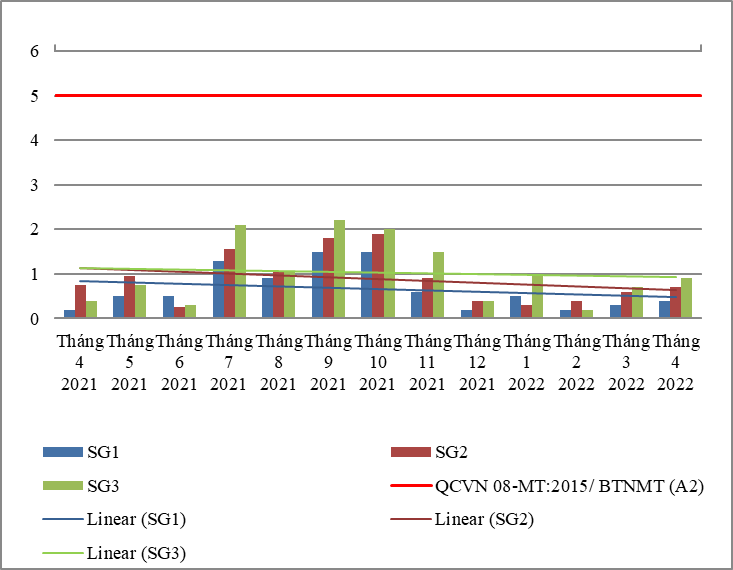 6
5
4
3
2
1
0
Tháng Tháng Tháng Tháng Tháng Tháng Tháng Tháng Tháng Tháng Tháng Tháng Tháng
4 5 6 7 8 9 10 11 12 1 2 3 4
2021 2021 2021 2021 2021 2021 2021 2021 2021 2022 2022 2022 2022
SG1 SG2
SG3 QCVN 08-MT:2015/ BTNMT (A2)
Linear (SG1) Linear (SG2)
Linear (SG3)